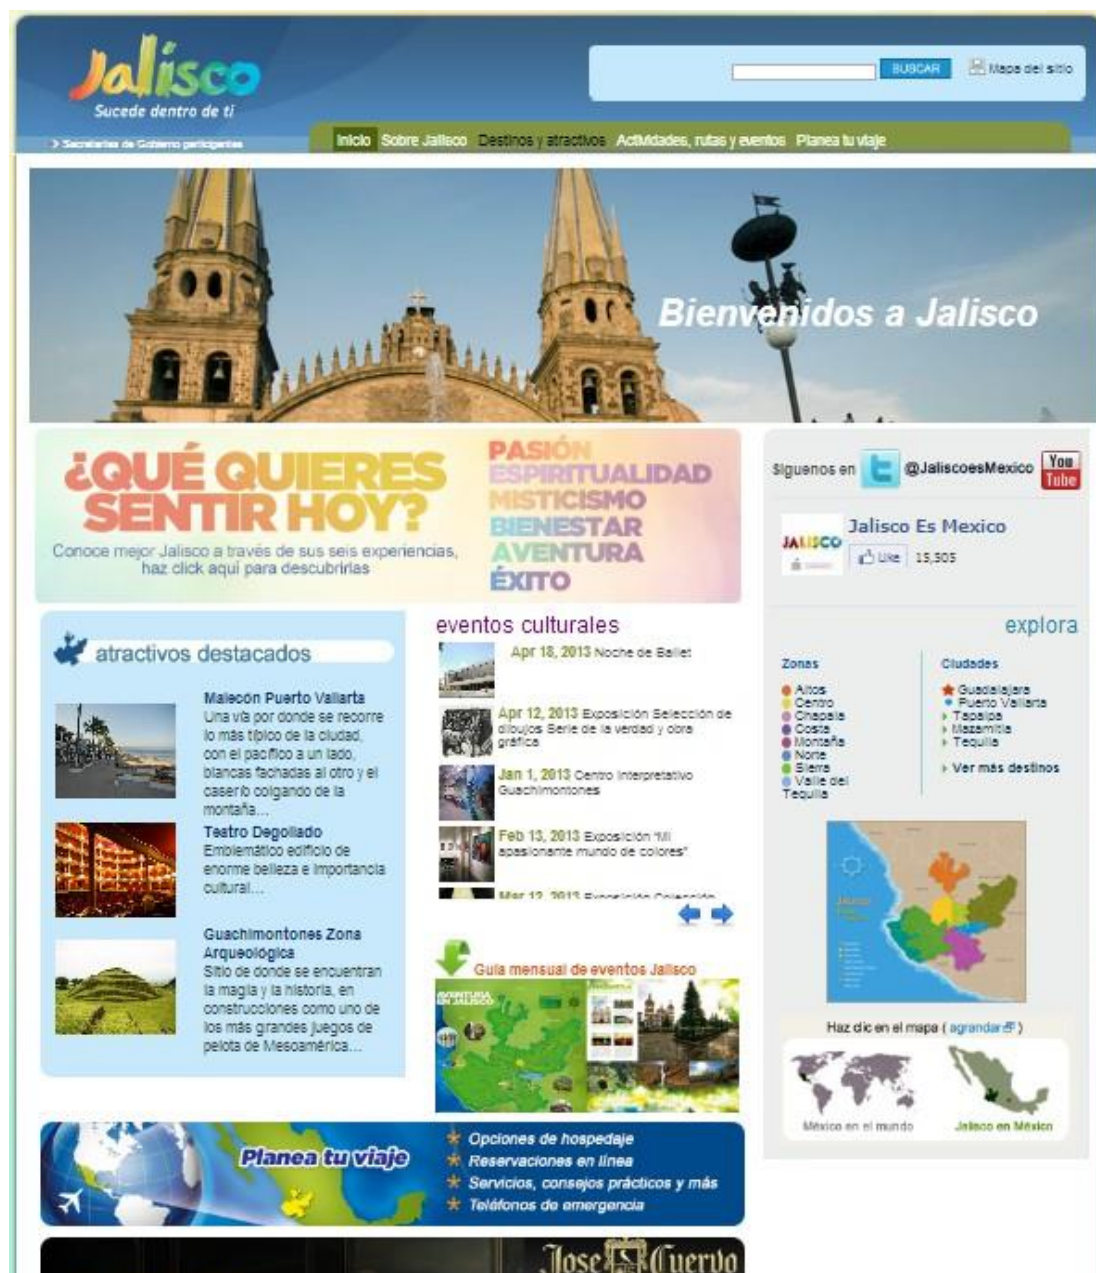 Jalisco
Sucede dentro de ti
BUSCAR
Mapa del sitio
> Secretarías de Gobierno participantes
Inicio Sobre Jalisco Destinos y atractivos Actividades, rutas y eventos Planea tu viaje
Bienvenidos a Jalisco
¿QUÉ QUIERES
SENTIR HOY?
Conoce mejor Jalisco a través de sus seis experiencias,
haz click aquí para descubrirlas
PASIÓN
ESPIRITUALIDAD
MISTICISMO
BIENESTAR
AVENTURA
ÉXITO
Síguenos en
@JaliscoesMexico
You
Tube
JALISCO
Jalisco Es Mexico
Like 15,305
atractivos destacados
Malecón Puerto Vallarta
Una vía por donde se recorre
lo más típico de la ciudad,
con el pacífico a un lado,
blancas fachadas al otro y el
caserío colgando de la
montaña...
Teatro Degollado
Emblemático edificio de
enorme belleza e importancia
cultural...
Guachimontones Zona
Arqueológica
Sitio de donde se encuentran
la magia y la historia, en
construcciones como uno de
los más grandes juegos de
pelota de Mesoamérica...
eventos culturales
Apr 18, 2013 Noche de Ballet
Apr 12, 2013 Exposición Selección de
dibujos Serie de la verdad y obra
gráfica
Jan 1, 2013 Centro Interpretativo
Guachimontones
Feb 13, 2013 Exposición "Mi
apasionante mundo de colores"
Mar 12, 2013 Exposición Colección
Guía mensual de eventos Jalisco
AVENTURA
EN JALISCO
explora
Zonas
Altos
Centro
Chapala
Costa
Montaña
Norte
Sierra
Valle del
Tequila
Ciudades
Guadalajara
Puerto Vallarta
Tapalpa
Mazamitla
Tequila
Ver más destinos
Haz clic en el mapa ( agrandar )
México en el mundo
Jalisco en México
Planea tu viaje
Opciones de hospedaje
Reservaciones en línea
Servicios, consejos prácticos y más
Teléfonos de emergencia
Jose Cuervo